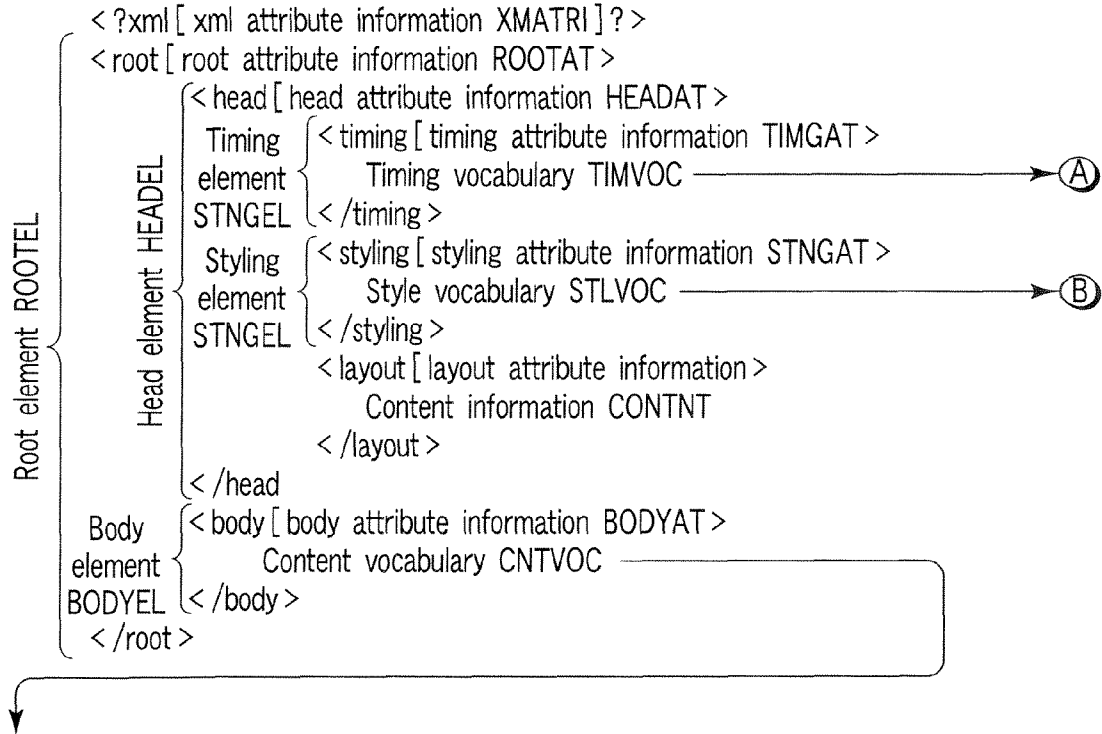 < ?xml [ xml attribute information XMATRI ] ? >
< root [ root attribute information ROOTAT >
< head [ head attribute information HEADAT >
Timing element STNGEL
< timing [ timing attribute information TIMGAT >
Timing vocabulary TIMVOC
A
< /timing >
Styling element STNGEL
< styling [ styling attribute information STNGAT >
Style vocabulary STLVOC
B
< /styling >
< layout [ layout attribute information >
Content information CONTNT
< /layout >
< /head
Head element HEADEL
Root element ROOTEL
Body element BODYEL
< body [ body attribute information BODYAT >
Content vocabulary CNTVOC
< /body >
< /root >